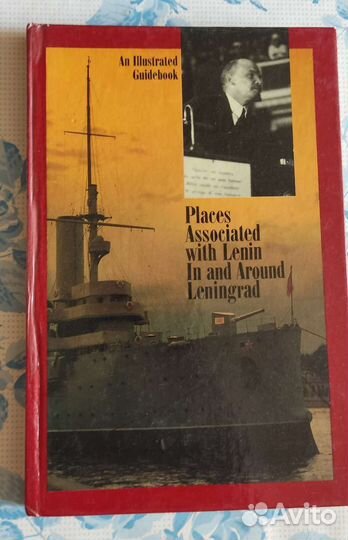 An Illustrated
Guidebook
Places
Associated
with Lenin
In and Around
Leningrad
Avito